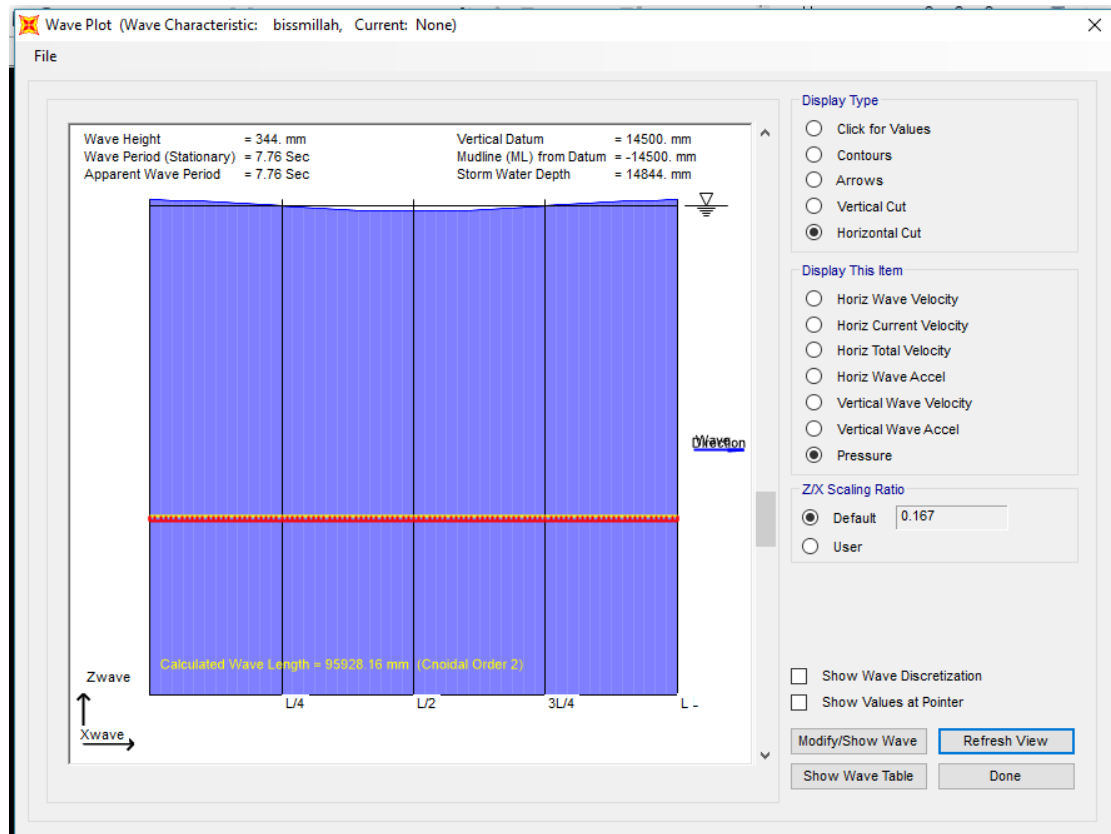 Wave Plot (Wave Characteristic: bissmillah, Current: None)
File
Wave Height = 344. mm
Wave Period (Stationary) = 7.76 Sec
Apparent Wave Period = 7.76 Sec
Vertical Datum = 14500. mm
Mudline (ML) from Datum = -14500. mm
Storm Water Depth = 14844. mm
Wave
Direction
Calculated Wave Length = 95928.16 mm (Cnoidal Order 2)
Zwave
Xwave
L/4 L/2 3L/4 L
Display Type
Click for Values
Contours
Arrows
Vertical Cut
Horizontal Cut
Display This Item
Horiz Wave Velocity
Horiz Current Velocity
Horiz Total Velocity
Horiz Wave Accel
Vertical Wave Velocity
Vertical Wave Accel
Pressure
Z/X Scaling Ratio
Default 0.167
User
Show Wave Discretization
Show Values at Pointer
Modify/Show Wave Refresh View
Show Wave Table Done